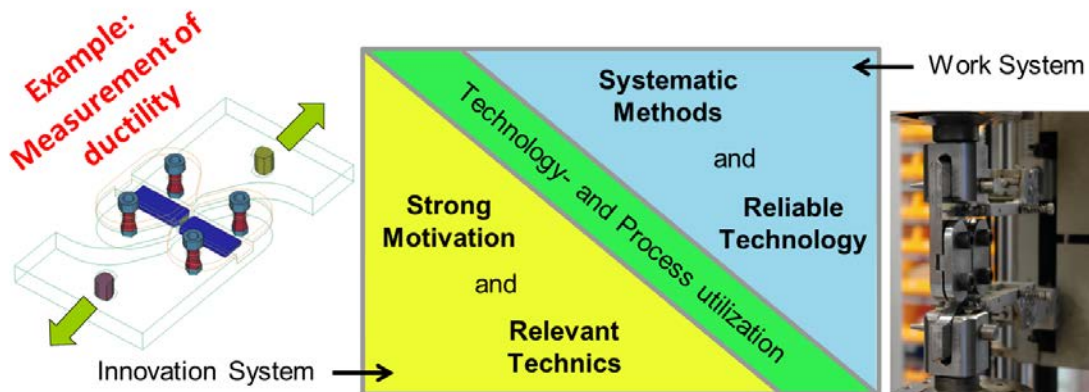 Example:
Measurement of
ductility
Systematic
Methods
and
Reliable
Technology
Work System
Technology- and Process utilization
Strong
Motivation
and
Relevant
Technics
Innovation System